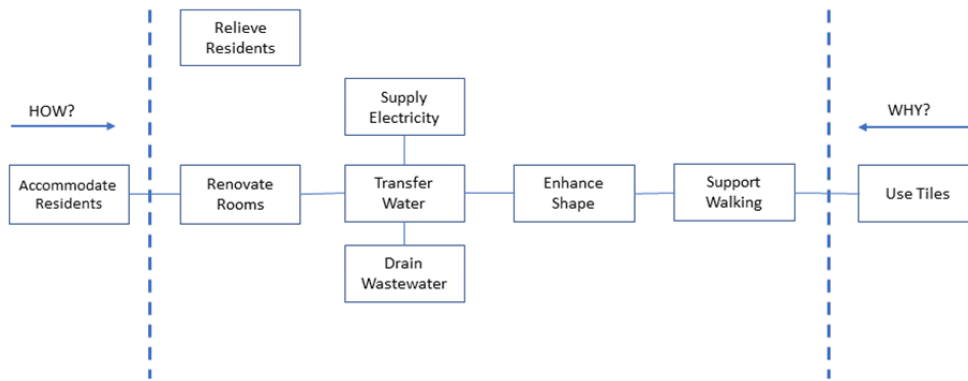 Relieve
Residents
Supply
Electricity
HOW?
WHY?
Accommodate
Residents
Renovate
Rooms
Transfer
Water
Enhance
Shape
Support
Walking
Use Tiles
Drain
Wastewater